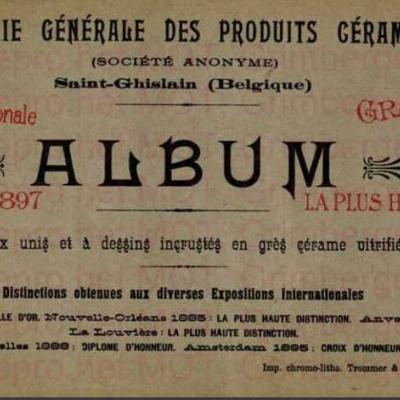 IE GÉNÉRALE DES PRODUITS CÉRAM
(SOCIÉTÉ ANONYME)
Saint-Ghislain (Belgique)
onale
GRA
ALBUM
897
LA PLUS H
x unis et à dessins incrustés en grès cérame vitrifié
Distinctions obtenues aux diverses Expositions Internationales
LLE D'OR. Nouvelle-Orléans 1885: LA PLUS HAUTE DISTINCTION. Anve
La Louvière: LA PLUS HAUTE DISTINCTION.
elles 1888: DIPLOME D'HONNEUR. Amsterdam 1895: CROIX D'HONNEUR
Imp. chromo-litho. Trommer &